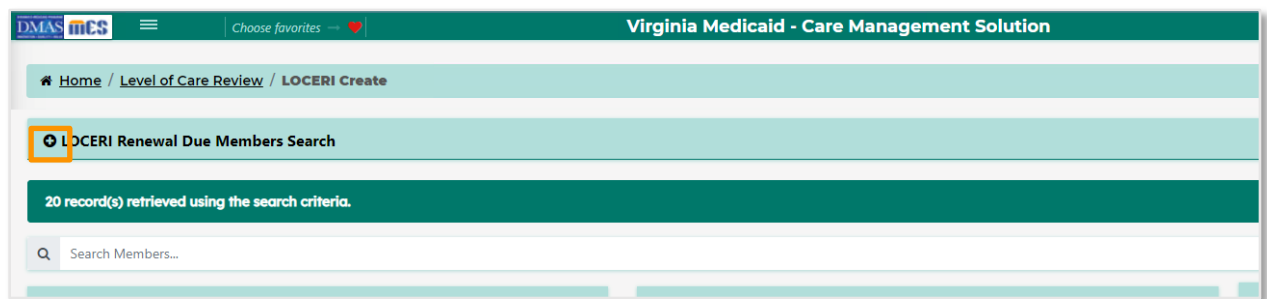 DMAS mES Choose favorites → Virginia Medicaid - Care Management Solution
Home / Level of Care Review / LOCERI Create
LOCERI Renewal Due Members Search
20 record(s) retrieved using the search criteria.
Search Members...